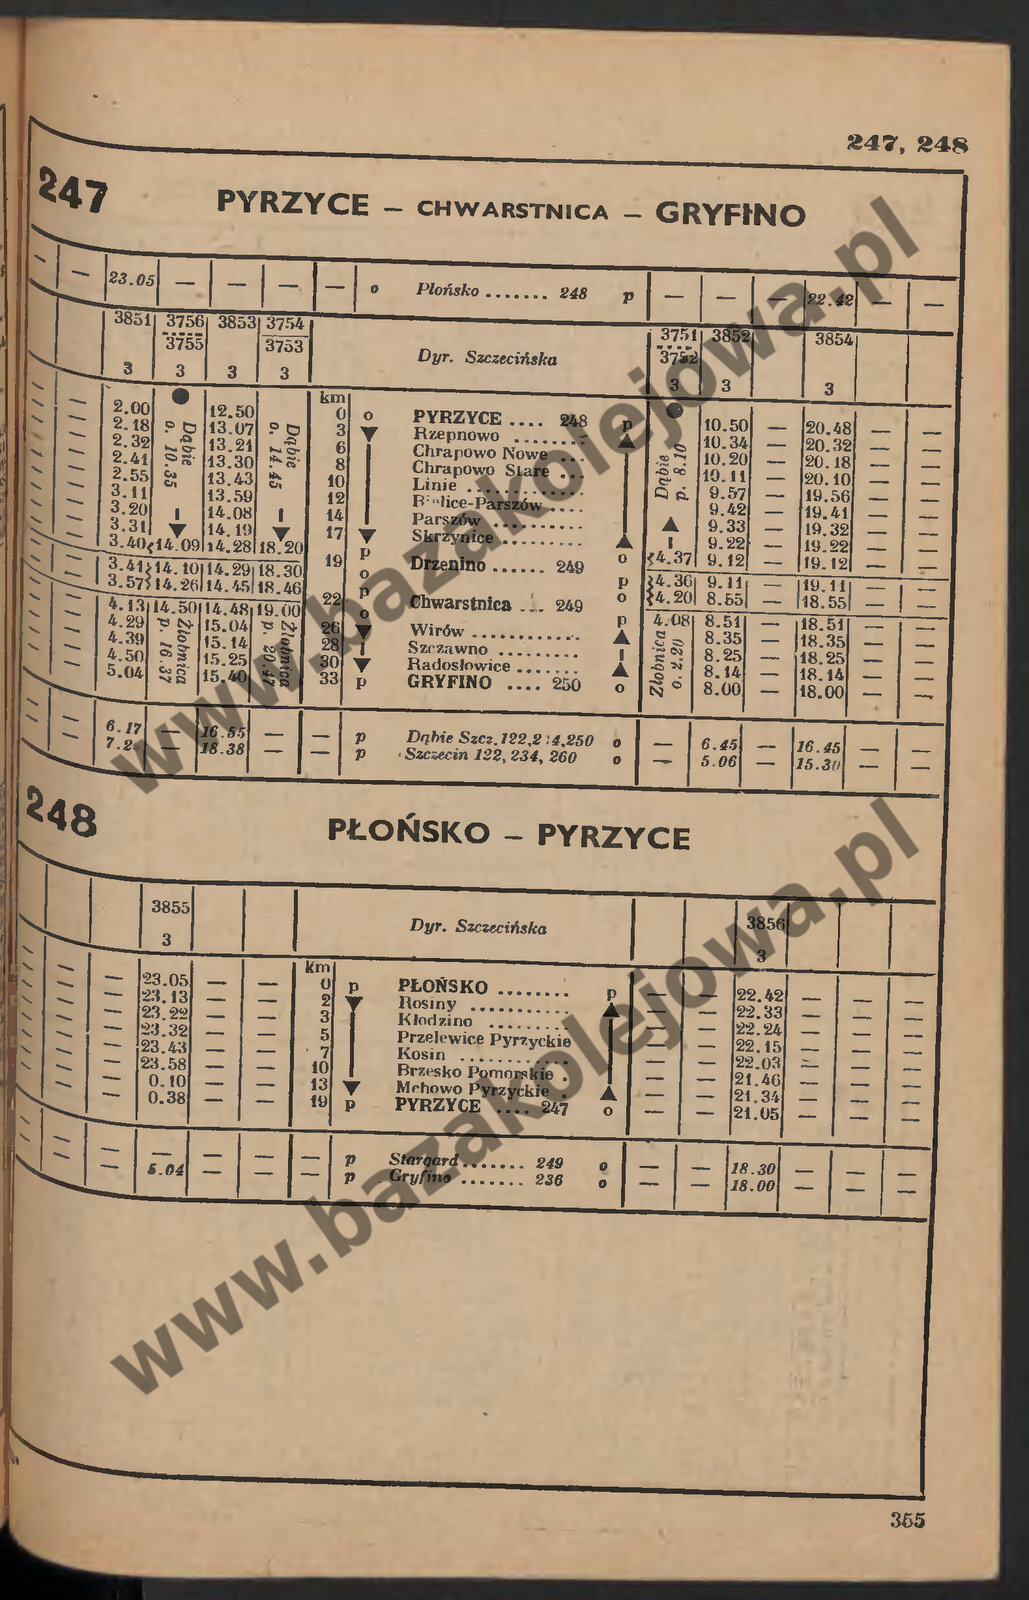 247, 248
247 PYRZYCE – CHWARSTNICA – GRYFINO
— — 23.05 — — — — o Płońsko ....... 248 p — — — 22.42 — —
3851 3756 3853 3754 3751 3852 3854
3755 3753 Dyr. Szczecińska 3752
3 3 3 3 3 3 3
km
— — 2.00 12.50 0 o PYRZYCE .... 248 p 10.50 — 20.48 — —
— — 2.18 13.07 3 Rzepnowo 10.34 — 20.32 — —
— — 2.32 13.21 6 Chrapowo Nowe ... 10.20 — 20.18 — —
— — 2.41 13.30 8 Chrapowo Stare ... 10.11 — 20.10 — —
— — 2.55 13.43 10 Linie 9.57 — 19.56 — —
— — 3.11 13.59 12 9.42 — 19.41 — —
— — 3.20 14.08 14 Parszów 9.33 — 19.32 — —
— — 3.31 14.19 17 Skrzynice 9.22 — 19.22 — —
— — 3.40 14.09 14.28 18.20 19 p Drzenino ...... 249 o 4.37 9.12 — 19.12 — —
— — 3.41 14.10 14.29 18.30 o p 4.36 9.11 — 19.11 — —
— — 3.57 14.26 14.45 18.46 22 p Chwarstnica ... 249 o 4.20 8.55 — 18.55 — —
— — 4.13 14.50 14.48 19.00 o p 4.08 8.51 — 18.51 — —
— — 4.29 15.04 26 Wirów 8.35 — 18.35 — —
— — 4.39 15.14 28 Szczawno 8.25 — 18.25 — —
— — 4.50 15.25 30 Radosłowice 8.14 — 18.14 — —
— — 5.04 15.40 33 p GRYFINO .... 250 o 8.00 — 18.00 — —
Dąbie o. 10.35
Dąbie o. 14.45
Dąbie p. 8.10
Żłobnica p. 16.37
Żłobnica p. 20.47
Żłobnica o. 2.20
— — 6.17 — 16.55 — — p Dąbie Szcz. o — 6.45 — 16.45 — —
— — — 18.38 — — p Szczecin 122, 234, 260 o — 5.06 — 15.30 — —
248 PŁOŃSKO – PYRZYCE
3855 Dyr. Szczecińska 3856
3 3
km
— — — 23.05 — — 0 p PŁOŃSKO ........ p — — 22.42 — — —
— — — 23.13 — — 2 Rosiny — — 22.33 — — —
— — — 23.22 — — 3 Kłodzino — — 22.24 — — —
— — — 23.32 — — 5 Przelewice Pyrzyckie — — 22.15 — — —
— — — 23.43 — — 7 Kosin — — 22.03 — — —
— — — 23.58 — — 10 Brzesko Pomorskie . — — 21.46 — — —
— — — 0.10 — — 13 Mechowo Pyrzyckie . — — 21.34 — — —
— — — 0.38 — — 19 p PYRZYCE .... 247 o — — 21.05 — — —
— — — — — — — p Stargard ....... 249 o — — 18.30 — — —
— — — 5.04 — — — p Gryfino ....... 236 o — — 18.00 — — —
355
www.bazakolejowa.pl
www.bazakolejowa.pl